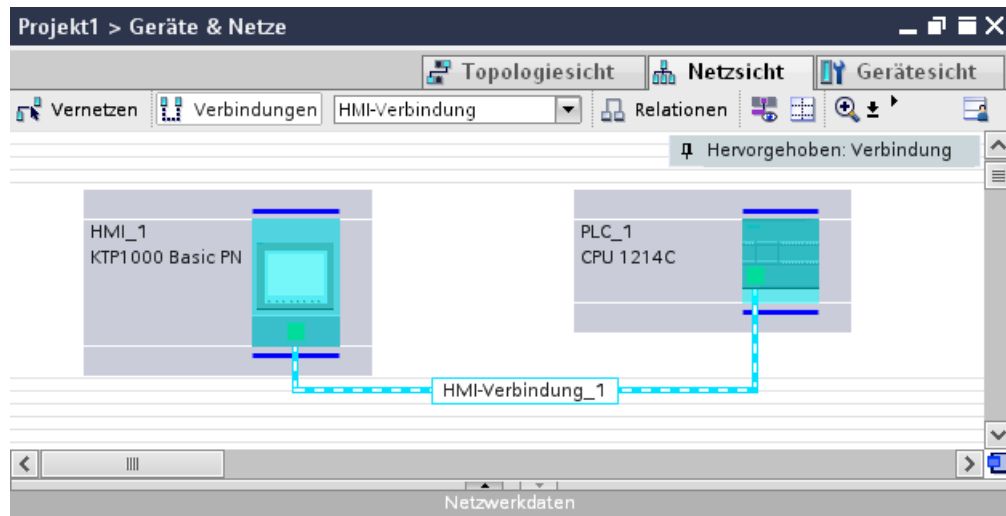 Projekt1 > Geräte & Netze
Topologiesicht
Netzsicht
Gerätesicht
Vernetzen
Verbindungen
HMI-Verbindung
Relationen
Hervorgehoben: Verbindung
HMI_1
KTP1000 Basic PN
PLC_1
CPU 1214C
HMI-Verbindung_1
Netzwerkdaten